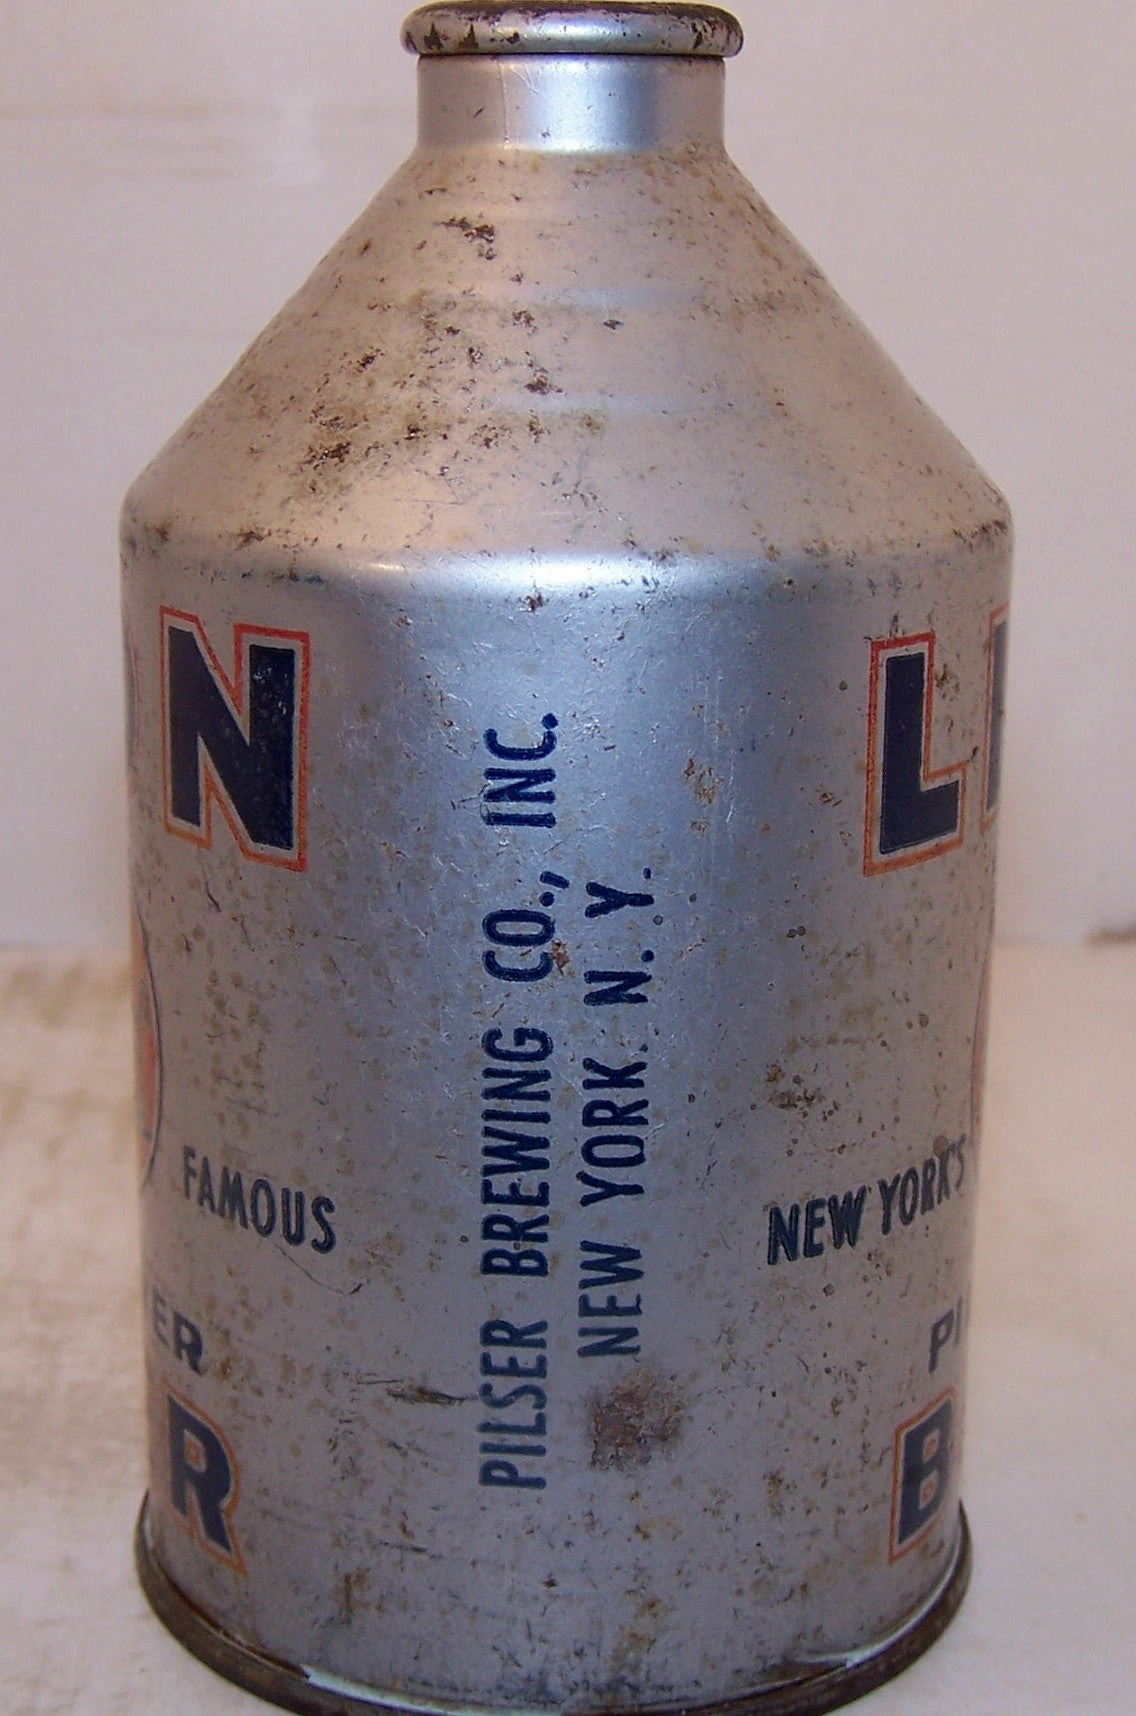 N
FAMOUS
ER
R
PILSER BREWING CO., INC.
NEW YORK. N.Y.
L
NEW YORK'S
PI
B